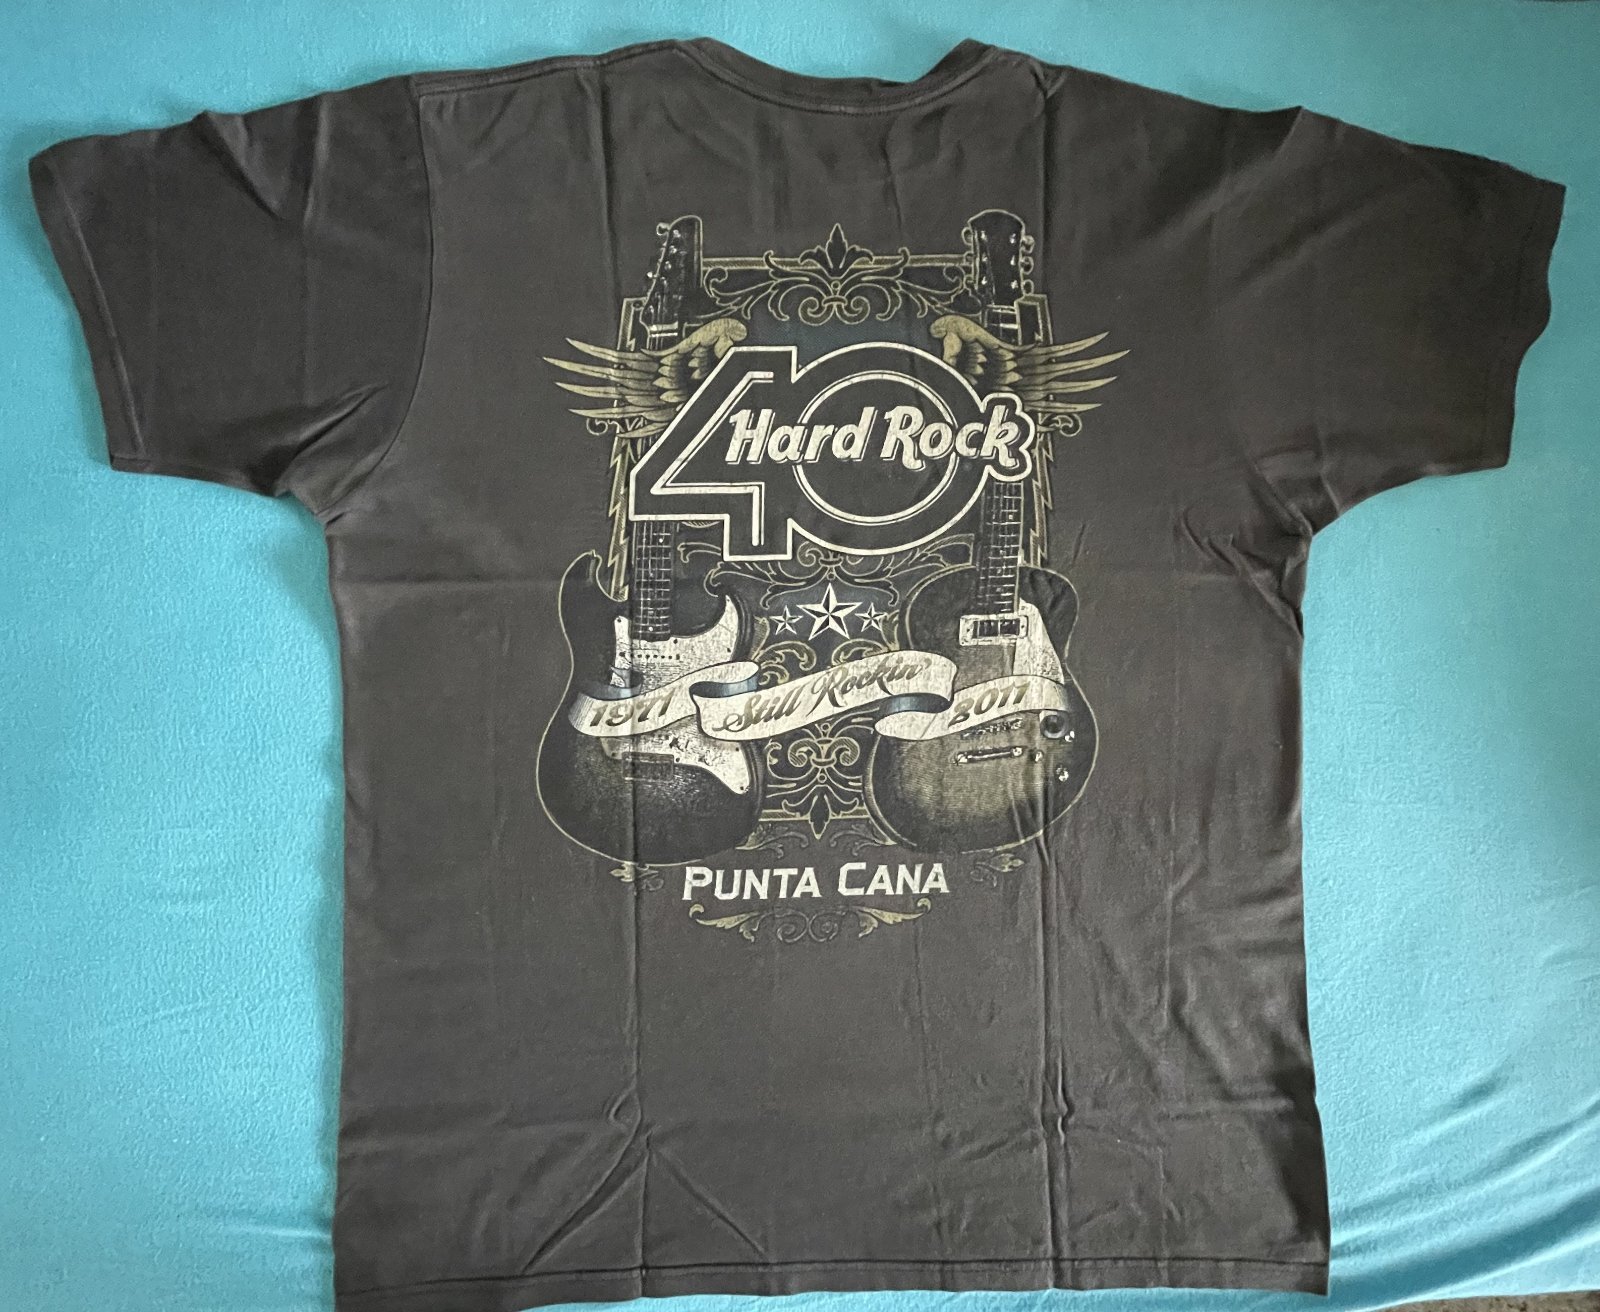 40
Hard Rock
1971 Still Rockin' 2011
PUNTA CANA